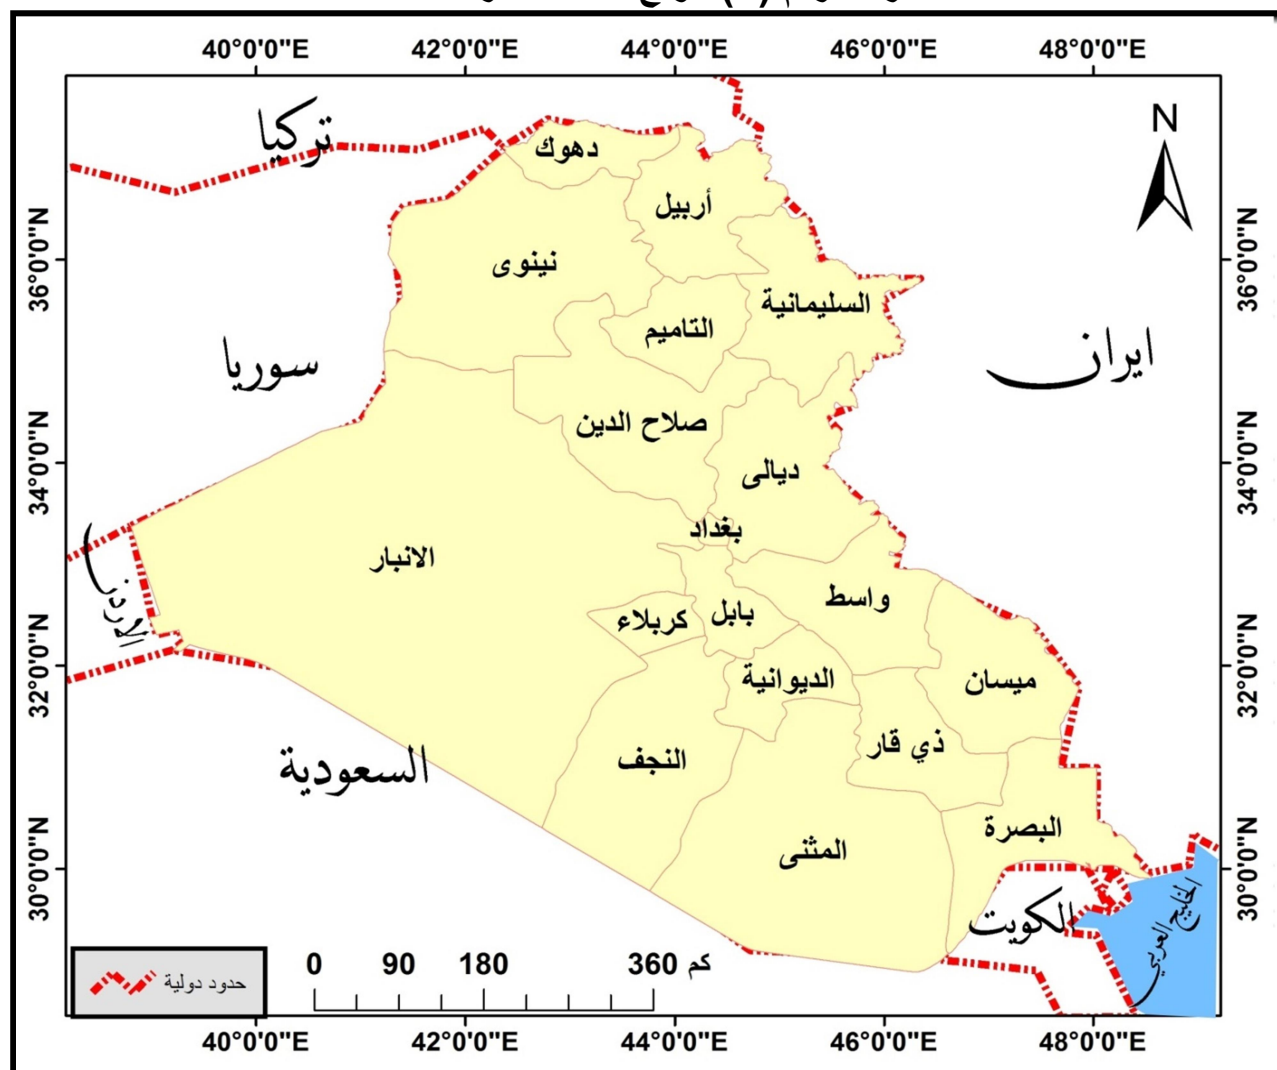 40°0'0"E 42°0'0"E 44°0'0"E 46°0'0"E 48°0'0"E
N
تركيا
دهوك
أربيل
36°0'0"N 36°0'0"N
نينوى
السليمانية
التاميم
سوريا
ايران
صلاح الدين
34°0'0"N 34°0'0"N
ديالى
بغداد
الانبار
الاردن
واسط
بابل
كربلاء
32°0'0"N 32°0'0"N
الديوانية
ميسان
ذي قار
النجف
السعودية
البصرة
المثنى
30°0'0"N 30°0'0"N
الكويت
الخليج العربي
0 90 180 360 كم
حدود دولية
40°0'0"E 42°0'0"E 44°0'0"E 46°0'0"E 48°0'0"E